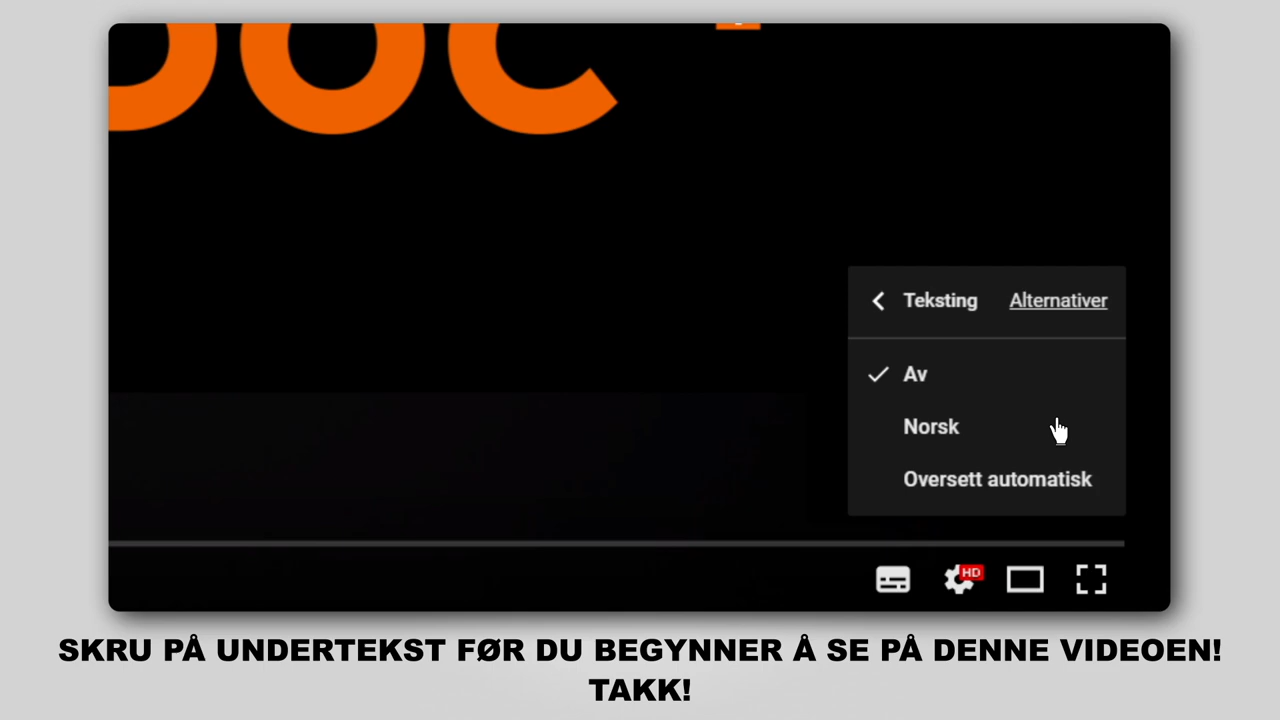 Teksting Alternativer
Av
Norsk
Oversett automatisk
HD
SKRU PÅ UNDERTEKST FØR DU BEGYNNER Å SE PÅ DENNE VIDEOEN!
TAKK!